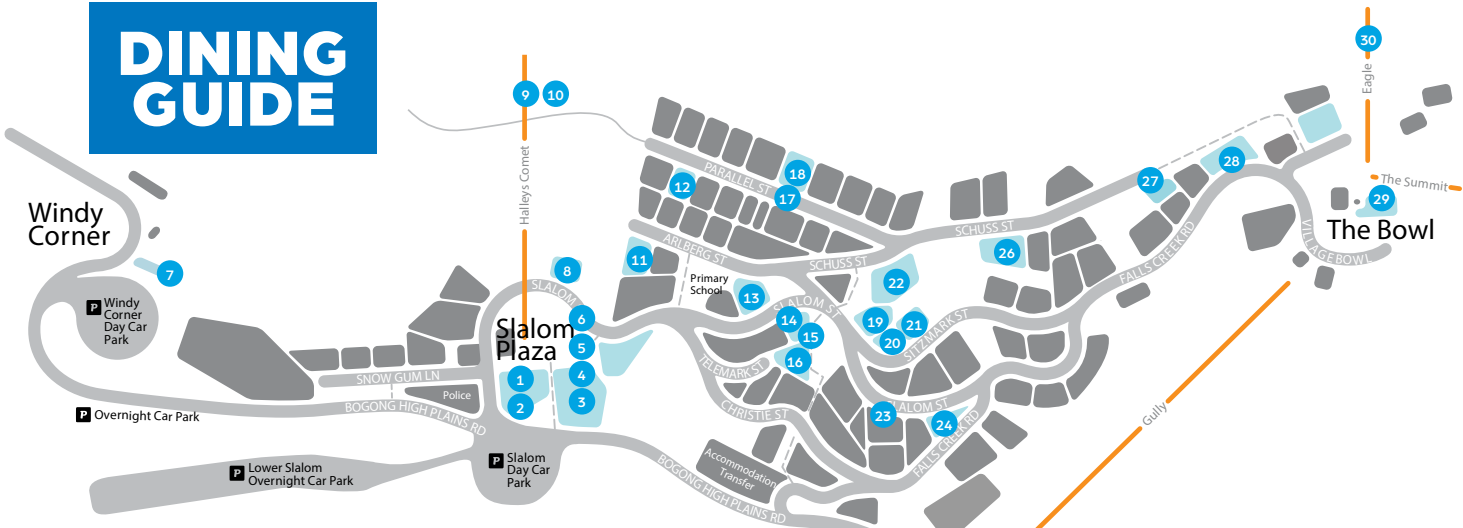 DINING
GUIDE
30
Eagle
9
10
Halleys Comet
PARALLEL ST
18
17
12
27
28
The Summit
29
The Bowl
VILLAGE BOWL
Windy
Corner
7
P
Windy
Corner
Day Car
Park
ARLBERG ST
SCHUSS ST
SCHUSS ST
26
FALLS CREEK RD
11
8
Primary
School
13
22
SLALOM
6
SLALOM ST
14
15
16
19
20
21
SITZMARK ST
Slalom
Plaza
5
4
3
1
2
TELEMARK ST
SNOW GUM LN
Police
CHRISTIE ST
23
SLALOM ST
24
FALLS CREEK RD
Gully
P
Overnight Car Park
BOGONG HIGH PLAINS RD
P
Lower Slalom
Overnight Car Park
P
Slalom
Day Car
Park
Accommodation
Transfer
BOGONG HIGH PLAINS RD